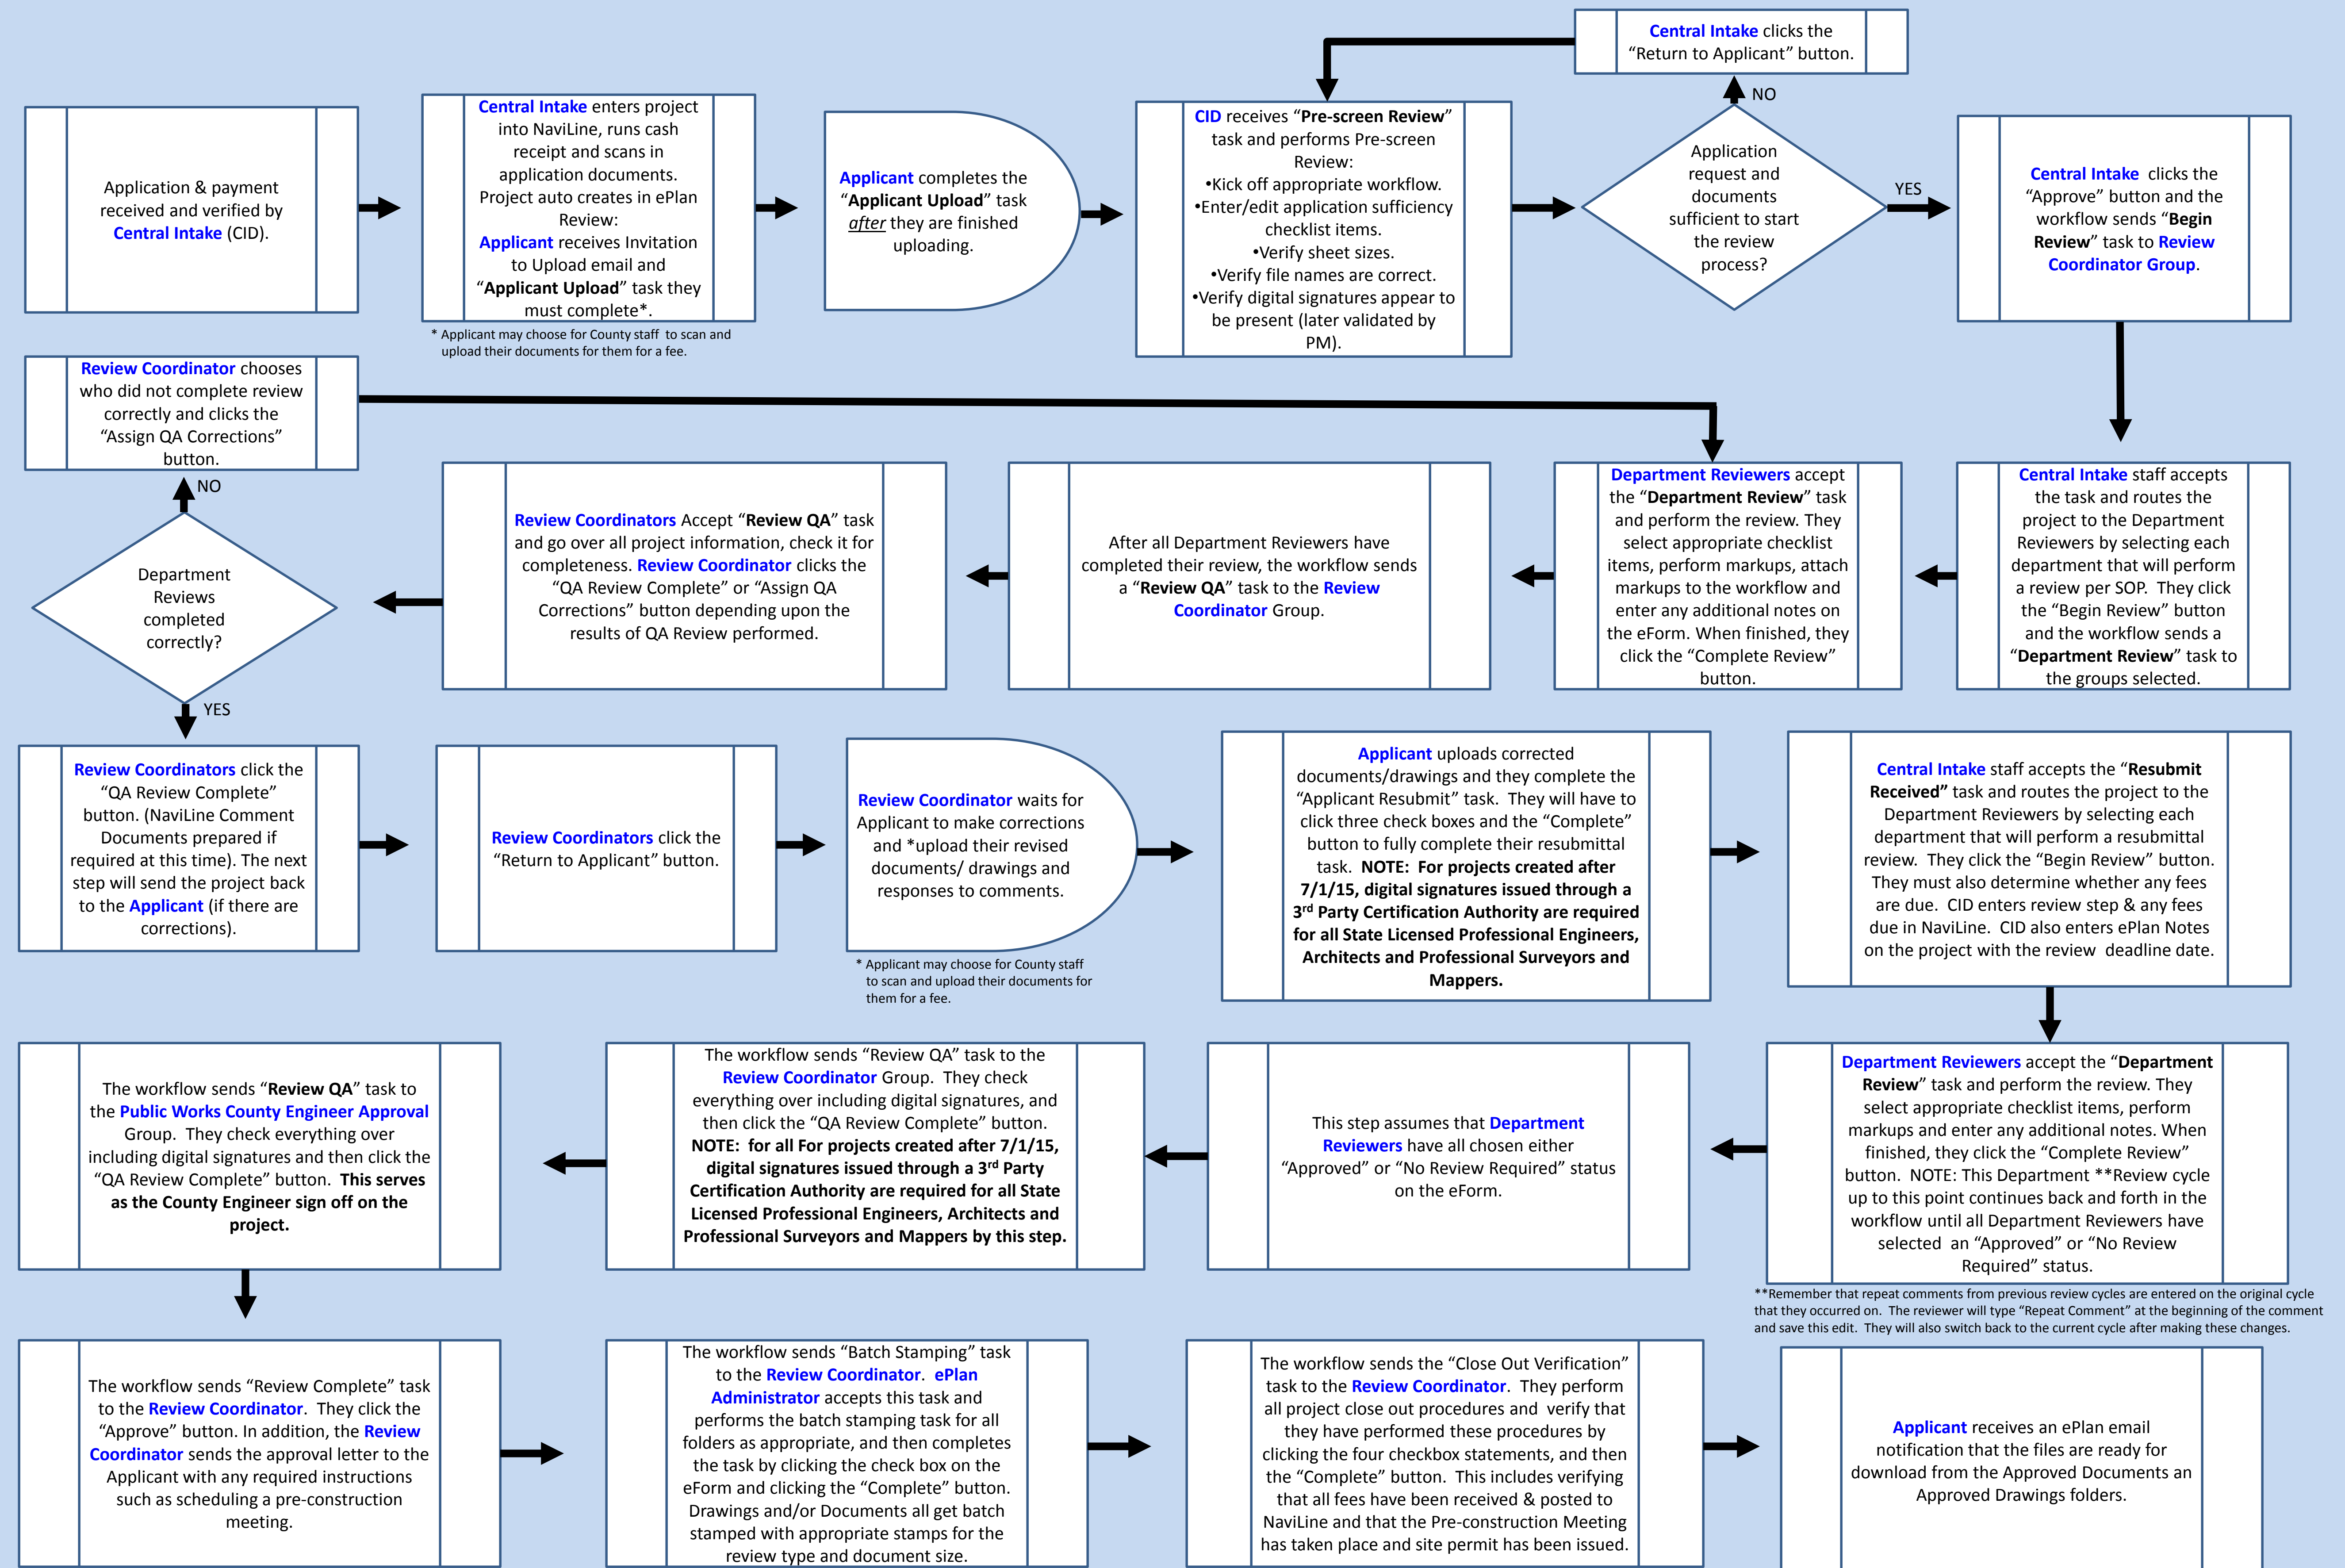 Application & payment
received and verified by
Central Intake (CID).
Central Intake enters project
into NaviLine, runs cash
receipt and scans in
application documents.
Project auto creates in ePlan
Review:
Applicant receives Invitation
to Upload email and
“Applicant Upload” task they
must complete*.
* Applicant may choose for County staff to scan and
upload their documents for them for a fee.
Applicant completes the
“Applicant Upload” task
after they are finished
uploading.
CID receives “Pre-screen Review”
task and performs Pre-screen
Review:
•Kick off appropriate workflow.
•Enter/edit application sufficiency
checklist items.
•Verify sheet sizes.
•Verify file names are correct.
•Verify digital signatures appear to
be present (later validated by
PM).
Application
request and
documents
sufficient to start
the review
process?
NO
Central Intake clicks the
“Return to Applicant” button.
YES
Central Intake clicks the
“Approve” button and the
workflow sends “Begin
Review” task to Review
Coordinator Group.
Central Intake staff accepts
the task and routes the
project to the Department
Reviewers by selecting each
department that will perform
a review per SOP. They click
the “Begin Review” button
and the workflow sends a
“Department Review” task to
the groups selected.
Department Reviewers accept
the “Department Review” task
and perform the review. They
select appropriate checklist
items, perform markups, attach
markups to the workflow and
enter any additional notes on
the eForm. When finished, they
click the “Complete Review”
button.
After all Department Reviewers have
completed their review, the workflow sends
a “Review QA” task to the Review
Coordinator Group.
Review Coordinators Accept “Review QA” task
and go over all project information, check it for
completeness. Review Coordinator clicks the
“QA Review Complete” or “Assign QA
Corrections” button depending upon the
results of QA Review performed.
Department
Reviews
completed
correctly?
NO
Review Coordinator chooses
who did not complete review
correctly and clicks the
“Assign QA Corrections”
button.
YES
Review Coordinators click the
“QA Review Complete”
button. (NaviLine Comment
Documents prepared if
required at this time). The next
step will send the project back
to the Applicant (if there are
corrections).
Review Coordinators click the
“Return to Applicant” button.
Review Coordinator waits for
Applicant to make corrections
and *upload their revised
documents/ drawings and
responses to comments.
* Applicant may choose for County staff
to scan and upload their documents for
them for a fee.
Applicant uploads corrected
documents/drawings and they complete the
“Applicant Resubmit” task. They will have to
click three check boxes and the “Complete”
button to fully complete their resubmittal
task. NOTE: For projects created after
7/1/15, digital signatures issued through a
3rd Party Certification Authority are required
for all State Licensed Professional Engineers,
Architects and Professional Surveyors and
Mappers.
Central Intake staff accepts the “Resubmit
Received” task and routes the project to the
Department Reviewers by selecting each
department that will perform a resubmittal
review. They click the “Begin Review” button.
They must also determine whether any fees
are due. CID enters review step & any fees
due in NaviLine. CID also enters ePlan Notes
on the project with the review deadline date.
Department Reviewers accept the “Department
Review” task and perform the review. They
select appropriate checklist items, perform
markups and enter any additional notes. When
finished, they click the “Complete Review”
button. NOTE: This Department **Review cycle
up to this point continues back and forth in the
workflow until all Department Reviewers have
selected an “Approved” or “No Review
Required” status.
**Remember that repeat comments from previous review cycles are entered on the original cycle
that they occurred on. The reviewer will type “Repeat Comment” at the beginning of the comment
and save this edit. They will also switch back to the current cycle after making these changes.
This step assumes that Department
Reviewers have all chosen either
“Approved” or “No Review Required” status
on the eForm.
The workflow sends “Review QA” task to the
Review Coordinator Group. They check
everything over including digital signatures, and
then click the “QA Review Complete” button.
NOTE: for all For projects created after 7/1/15,
digital signatures issued through a 3rd Party
Certification Authority are required for all State
Licensed Professional Engineers, Architects and
Professional Surveyors and Mappers by this step.
The workflow sends “Review QA” task to
the Public Works County Engineer Approval
Group. They check everything over
including digital signatures and then click the
“QA Review Complete” button. This serves
as the County Engineer sign off on the
project.
The workflow sends “Review Complete” task
to the Review Coordinator. They click the
“Approve” button. In addition, the Review
Coordinator sends the approval letter to the
Applicant with any required instructions
such as scheduling a pre-construction
meeting.
The workflow sends “Batch Stamping” task
to the Review Coordinator. ePlan
Administrator accepts this task and
performs the batch stamping task for all
folders as appropriate, and then completes
the task by clicking the check box on the
eForm and clicking the “Complete” button.
Drawings and/or Documents all get batch
stamped with appropriate stamps for the
review type and document size.
The workflow sends the “Close Out Verification”
task to the Review Coordinator. They perform
all project close out procedures and verify that
they have performed these procedures by
clicking the four checkbox statements, and then
the “Complete” button. This includes verifying
that all fees have been received & posted to
NaviLine and that the Pre-construction Meeting
has taken place and site permit has been issued.
Applicant receives an ePlan email
notification that the files are ready for
download from the Approved Documents an
Approved Drawings folders.